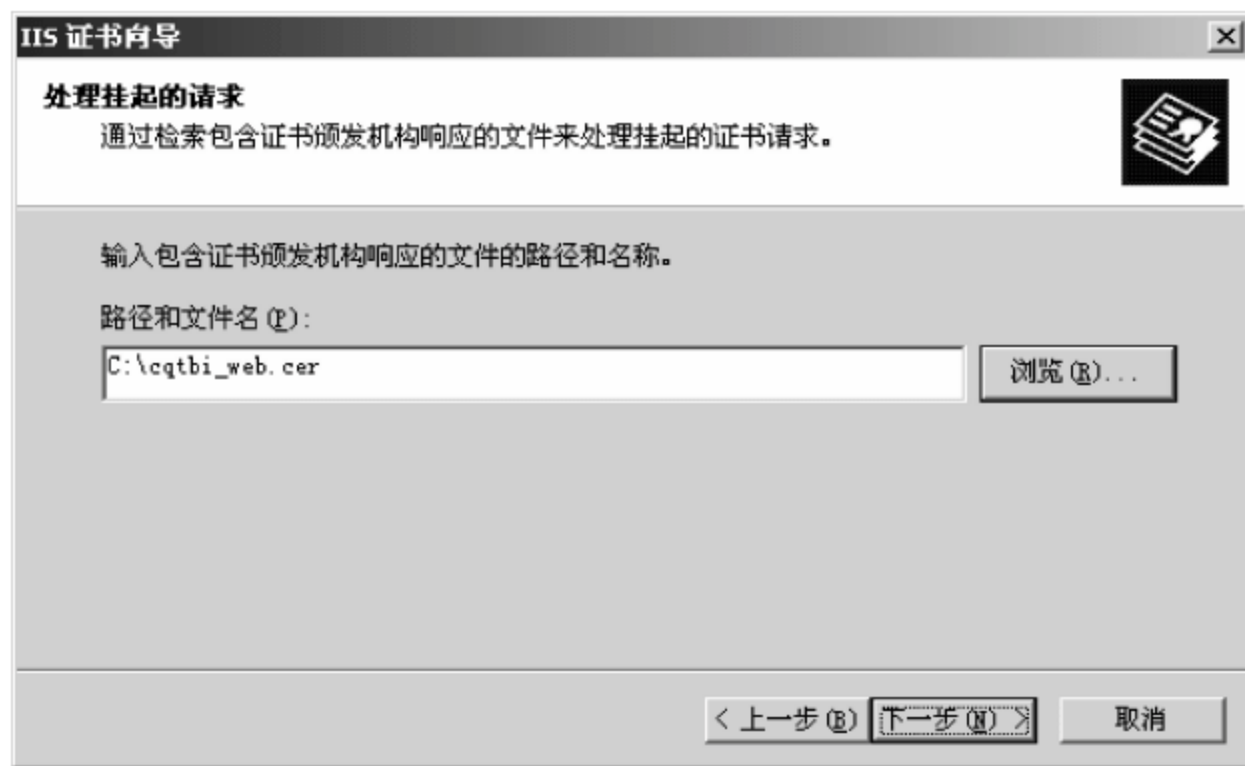 IIS 证书向导
处理挂起的请求
通过检索包含证书颁发机构响应的文件来处理挂起的证书请求。
输入包含证书颁发机构响应的文件的路径和名称。
路径和文件名(P):
C:\cqtbi_web.cer
浏览(R)...
< 上一步(B) 下一步(N) > 取消